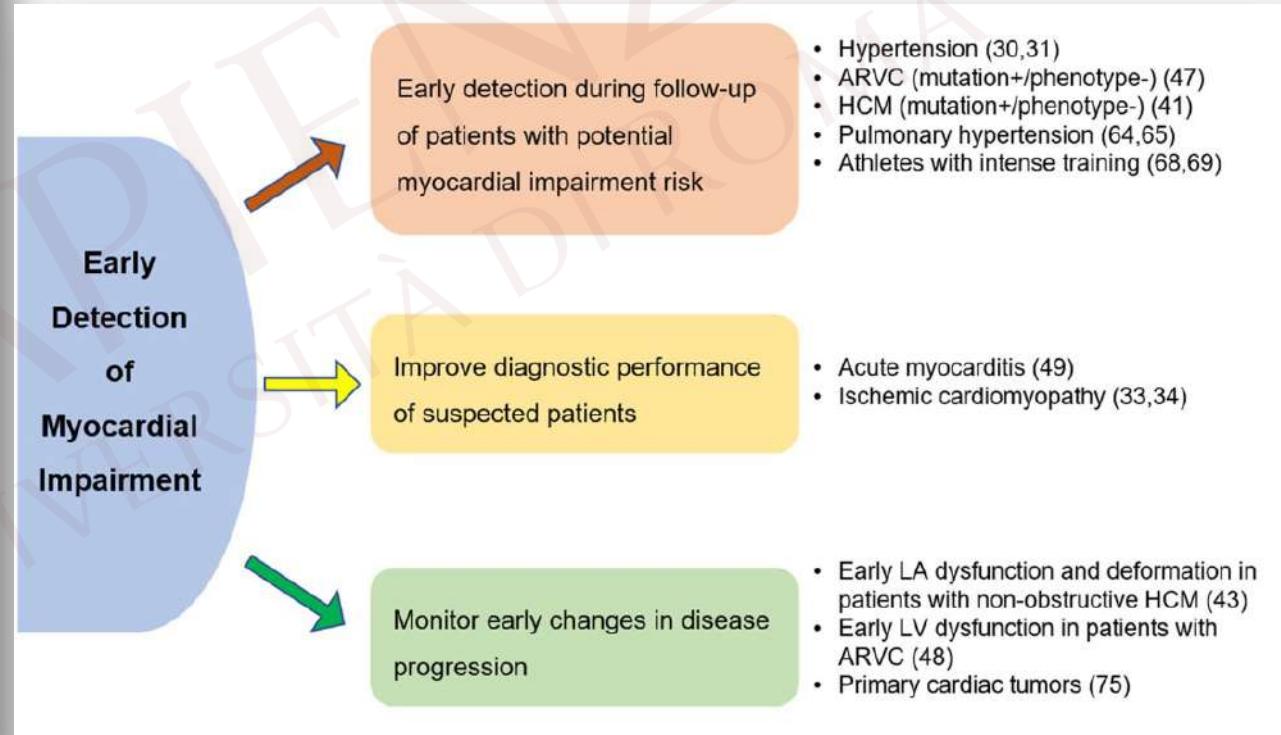 Early
Detection
of
Myocardial
Impairment
Early detection during follow-up
of patients with potential
myocardial impairment risk
• Hypertension (30,31)
• ARVC (mutation+/phenotype-) (47)
• HCM (mutation+/phenotype-) (41)
• Pulmonary hypertension (64,65)
• Athletes with intense training (68,69)
Improve diagnostic performance
of suspected patients
• Acute myocarditis (49)
• Ischemic cardiomyopathy (33,34)
Monitor early changes in disease
progression
• Early LA dysfunction and deformation in
patients with non-obstructive HCM (43)
• Early LV dysfunction in patients with
ARVC (48)
• Primary cardiac tumors (75)